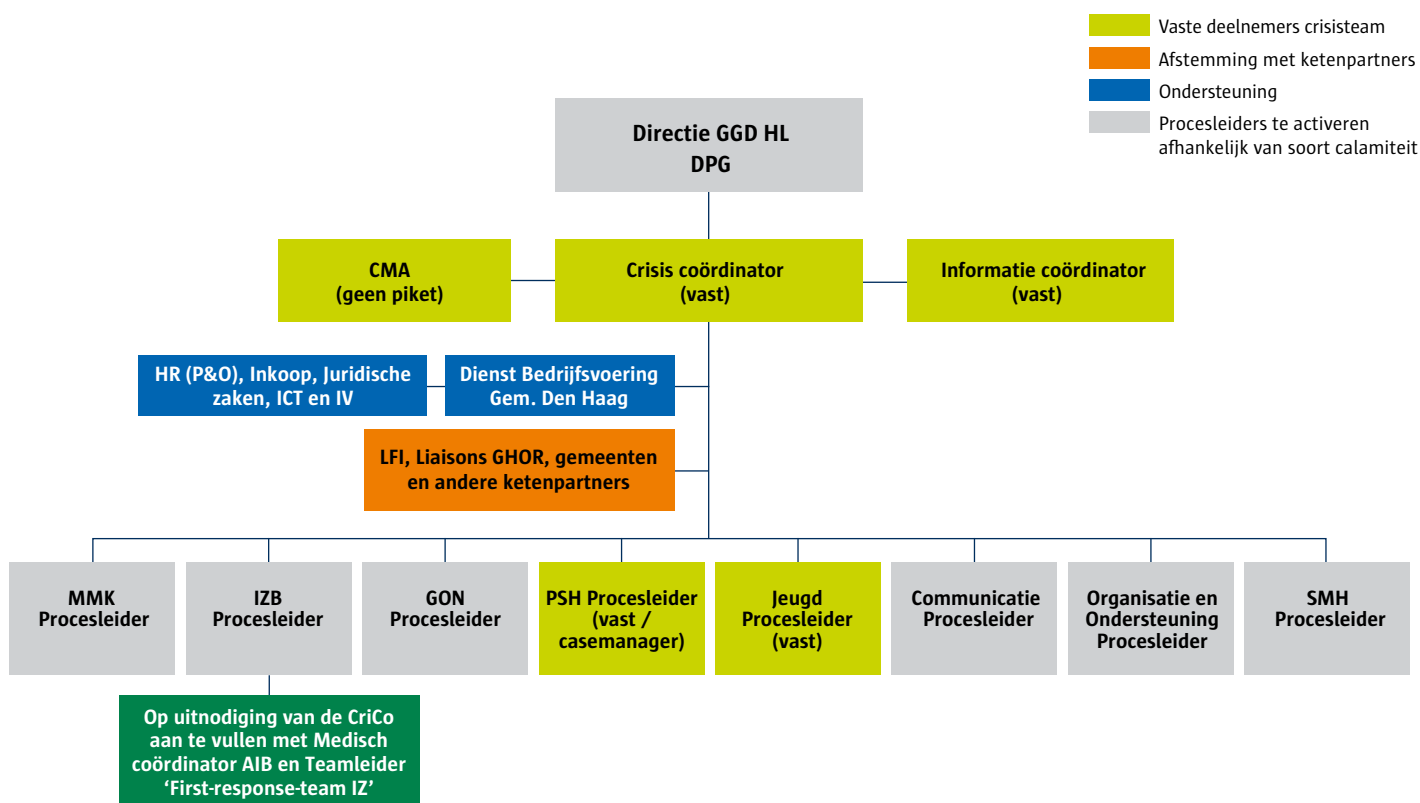 Vaste deelnemers crisisteam
Afstemming met ketenpartners
Ondersteuning
Procesleiders te activeren
afhankelijk van soort calamiteit
Directie GGD HL
DPG
CMA
(geen piket)
Crisis coördinator
(vast)
Informatie coördinator
(vast)
HR (P&O), Inkoop, Juridische
zaken, ICT en IV
Dienst Bedrijfsvoering
Gem. Den Haag
LFI, Liaisons GHOR, gemeenten
en andere ketenpartners
MMK
Procesleider
IZB
Procesleider
GON
Procesleider
PSH Procesleider
(vast /
casemanager)
Jeugd
Procesleider
(vast)
Communicatie
Procesleider
Organisatie en
Ondersteuning
Procesleider
SMH
Procesleider
Op uitnodiging van de CriCo
aan te vullen met Medisch
coördinator AIB en Teamleider
‘First-response-team IZ’